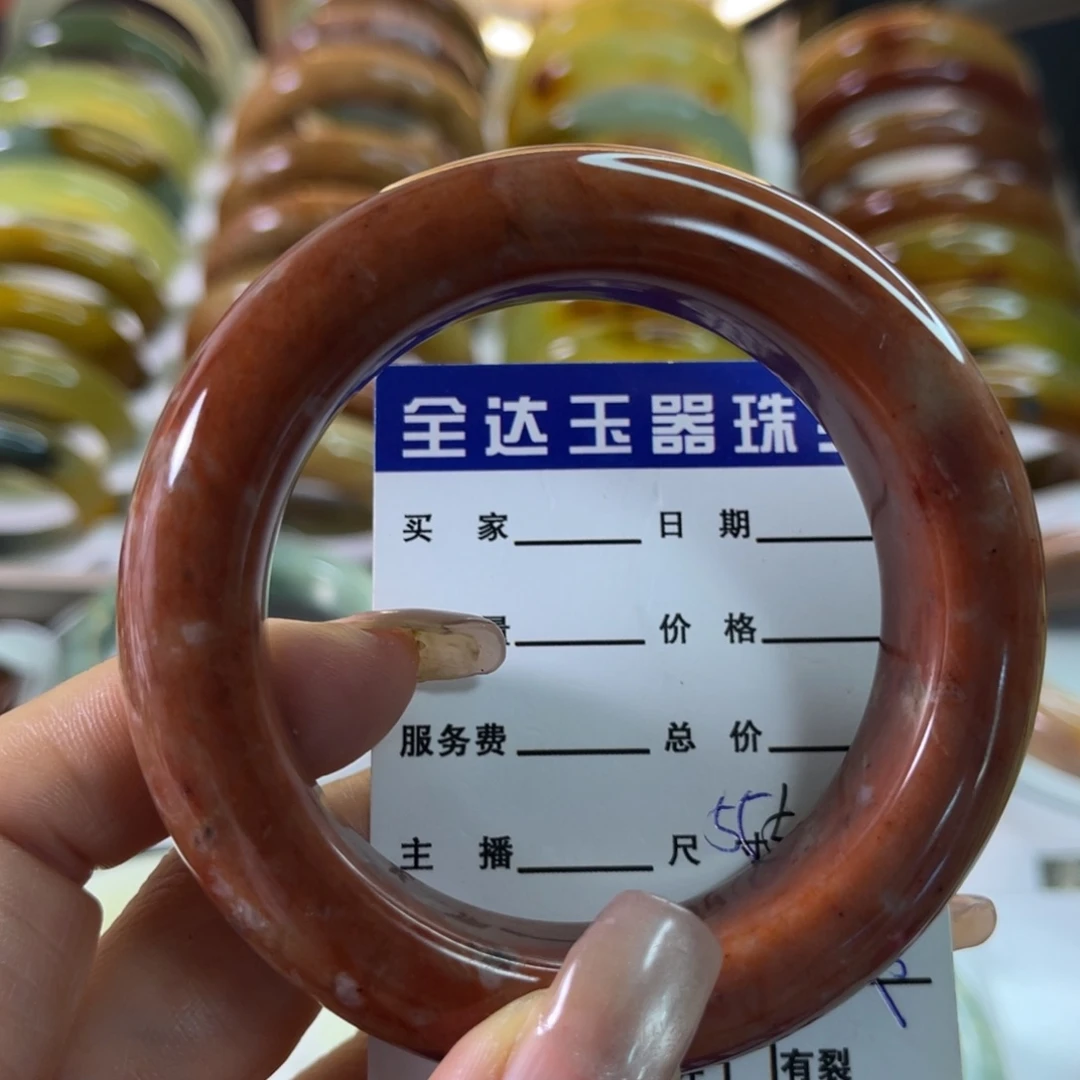 全达玉器珠
买家 日期
价格
服务费 总价
主播 尺寸 55
有裂